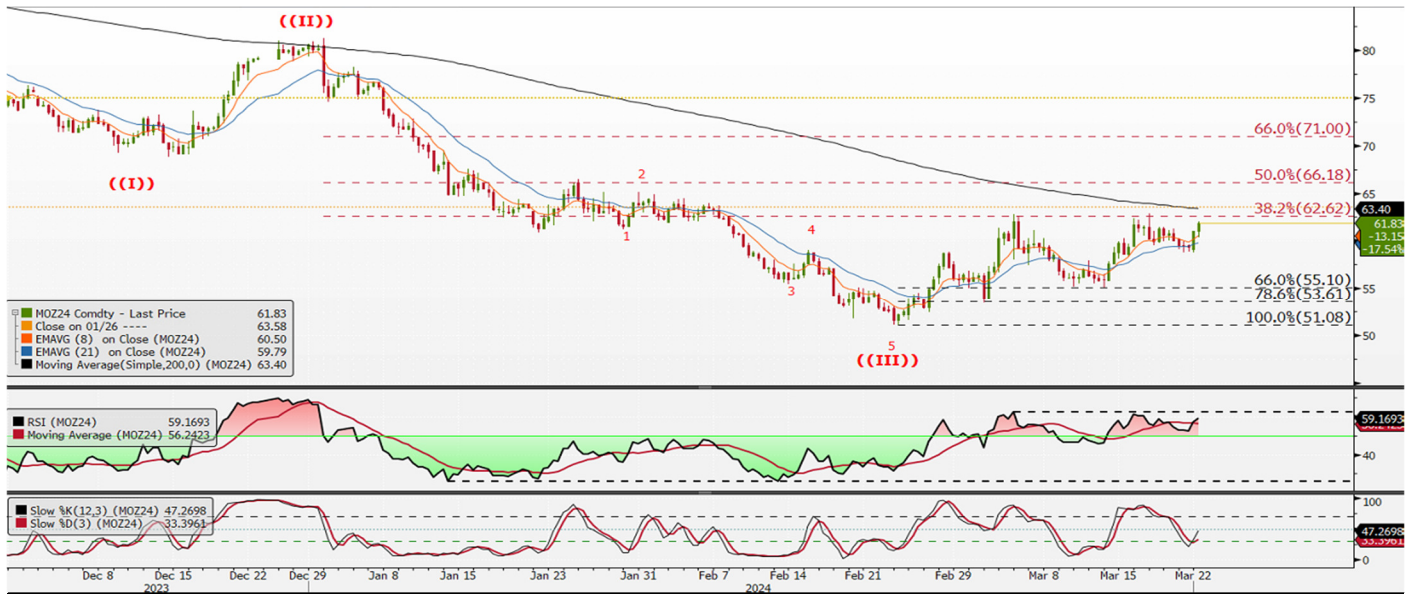 ((II))
((I))
2
1
4
3
5
((III))
80
75
70
65
55
50
66.0%(71.00)
50.0%(66.18)
38.2%(62.62)
66.0%(55.10)
78.6%(53.61)
100.0%(51.08)
63.40
61.83
-13.15
-17.54%
MOZ24 Comdty - Last Price 61.83
Close on 01/26 ---- 63.58
EMAVG (8) on Close (MOZ24) 60.50
EMAVG (21) on Close (MOZ24) 59.79
Moving Average(Simple,200,0) (MOZ24) 63.40
RSI (MOZ24) 59.1693
Moving Average (MOZ24) 56.2423
59.1693
40
Slow %K(12,3) (MOZ24) 47.2698
Slow %D(3) (MOZ24) 33.3961
100
47.2698
33.3961
0
Dec 8 Dec 15 Dec 22 Dec 29 Jan 8 Jan 15 Jan 23 Jan 31 Feb 7 Feb 14 Feb 21 Feb 29 Mar 8 Mar 15 Mar 22
2023 2024